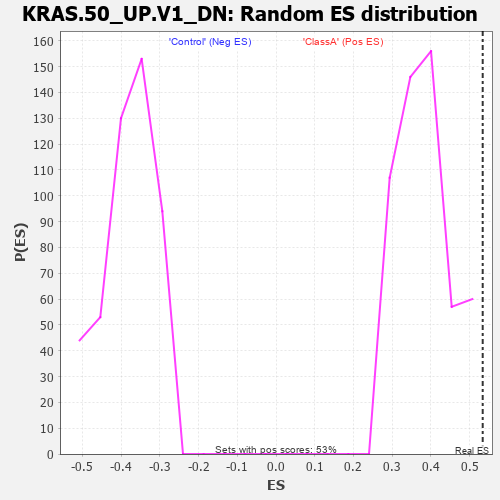 KRAS.50_UP.V1_DN: Random ES distribution
'Control' (Neg ES)
'ClassA' (Pos ES)
160
150
140
130
120
110
100
90
80
70
60
50
40
30
20
10
0
P(ES)
Sets with pos scores: 53%
Real ES
-0.5 -0.4 -0.3 -0.2 -0.1 0.0 0.1 0.2 0.3 0.4 0.5
ES